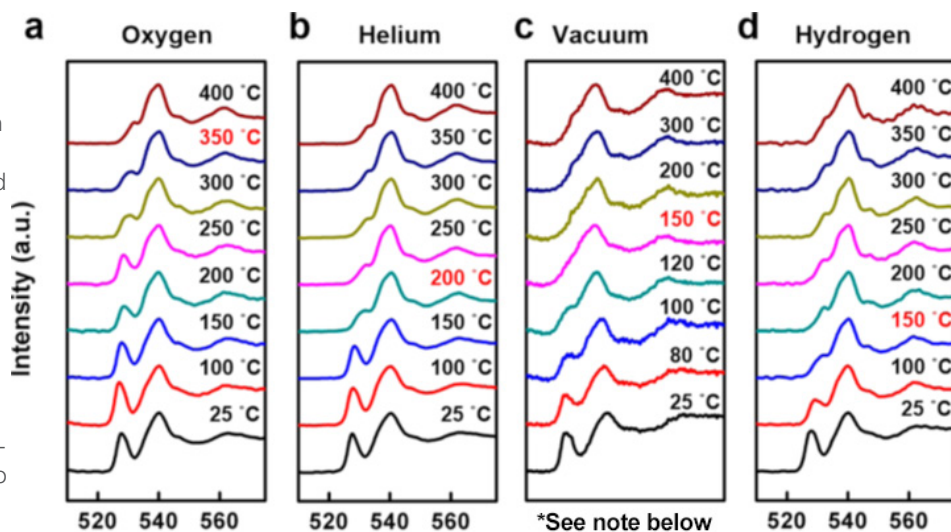 a Oxygen
400 °C
350 °C
300 °C
250 °C
200 °C
150 °C
100 °C
25 °C
520 540 560
b Helium
400 °C
350 °C
300 °C
250 °C
200 °C
150 °C
100 °C
25 °C
520 540 560
c Vacuum
400 °C
300 °C
200 °C
150 °C
120 °C
100 °C
80 °C
25 °C
*See note below
d Hydrogen
400 °C
350 °C
300 °C
250 °C
200 °C
150 °C
100 °C
25 °C
520 540 560
Intensity (a.u.)